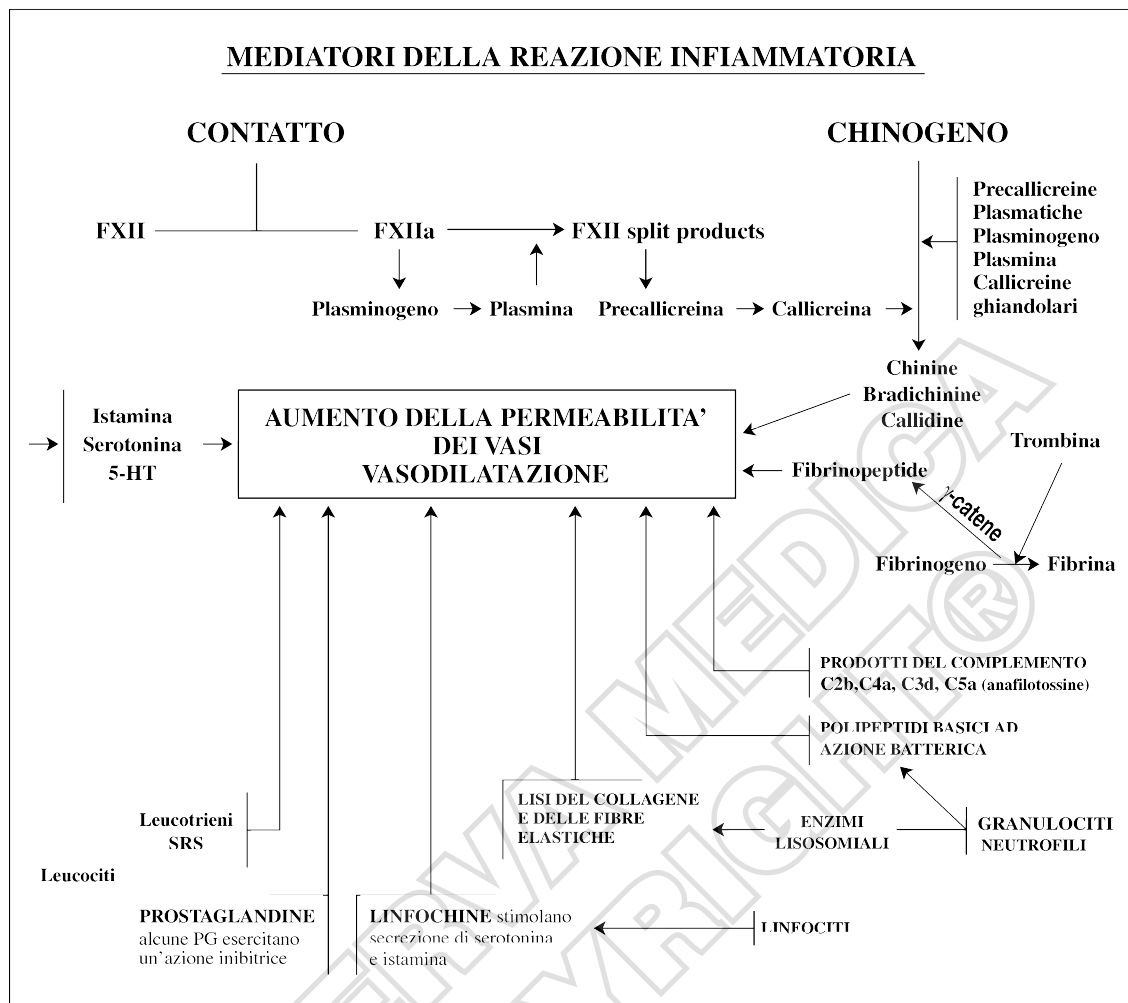 MEDIATORI DELLA REAZIONE INFIAMMATORIA
CONTATTO
CHINOGENO
Precallicreine
Plasmatiche
Plasminogeno
Plasmina
Callicreine
ghiandolari
FXII
FXIIa
FXII split products
Plasminogeno
Plasmina
Precallicreina
Callicreina
Chinine
Bradichinine
Callidine
Istamina
Serotonina
5-HT
AUMENTO DELLA PERMEABILITA’
DEI VASI
VASODILATAZIONE
Trombina
Fibrinopeptide
γ-catene
Fibrinogeno
Fibrina
PRODOTTI DEL COMPLEMENTO
C2b,C4a, C3d, C5a (anafilotossine)
POLIPEPTIDI BASICI AD
AZIONE BATTERICA
LISI DEL COLLAGENE
E DELLE FIBRE
ELASTICHE
ENZIMI
LISOSOMIALI
GRANULOCITI
NEUTROFILI
Leucotrieni
SRS
Leucociti
PROSTAGLANDINE
alcune PG esercitano
un’azione inibitrice
LINFOCHINE stimolano
secrezione di serotonina
e istamina
LINFOCITI
ERVA MEDICA
YRIGHT®